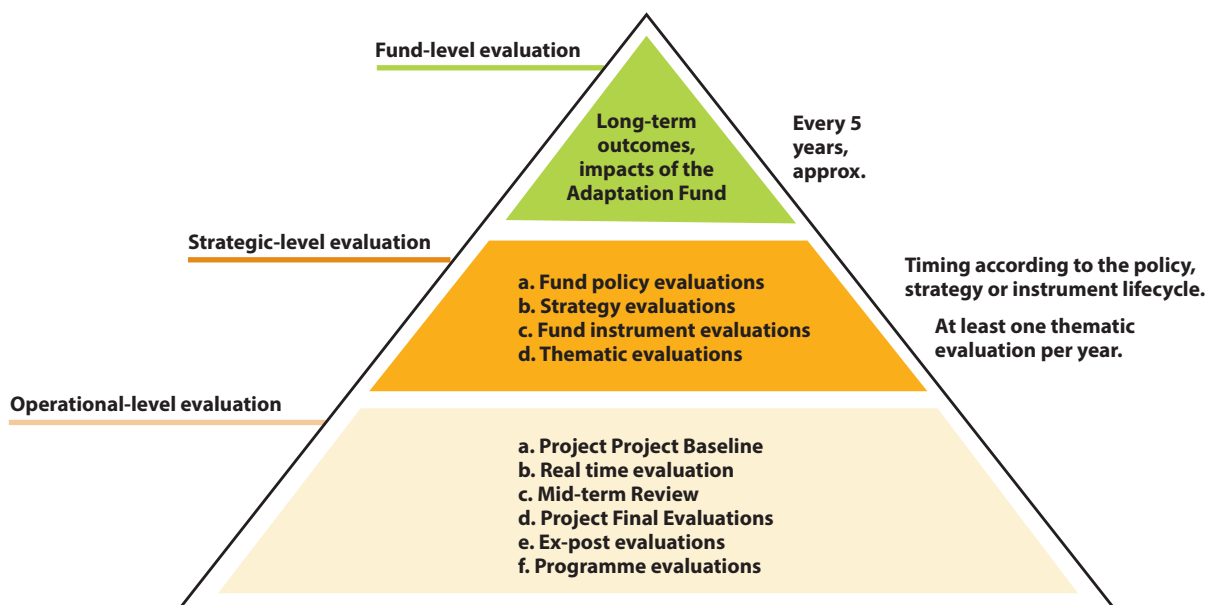 Fund-level evaluation
Long-term
outcomes,
impacts of the
Adaptation Fund
Every 5
years,
approx.
Strategic-level evaluation
a. Fund policy evaluations
b. Strategy evaluations
c. Fund instrument evaluations
d. Thematic evaluations
Timing according to the policy,
strategy or instrument lifecycle.
At least one thematic
evaluation per year.
Operational-level evaluation
a. Project Project Baseline
b. Real time evaluation
c. Mid-term Review
d. Project Final Evaluations
e. Ex-post evaluations
f. Programme evaluations